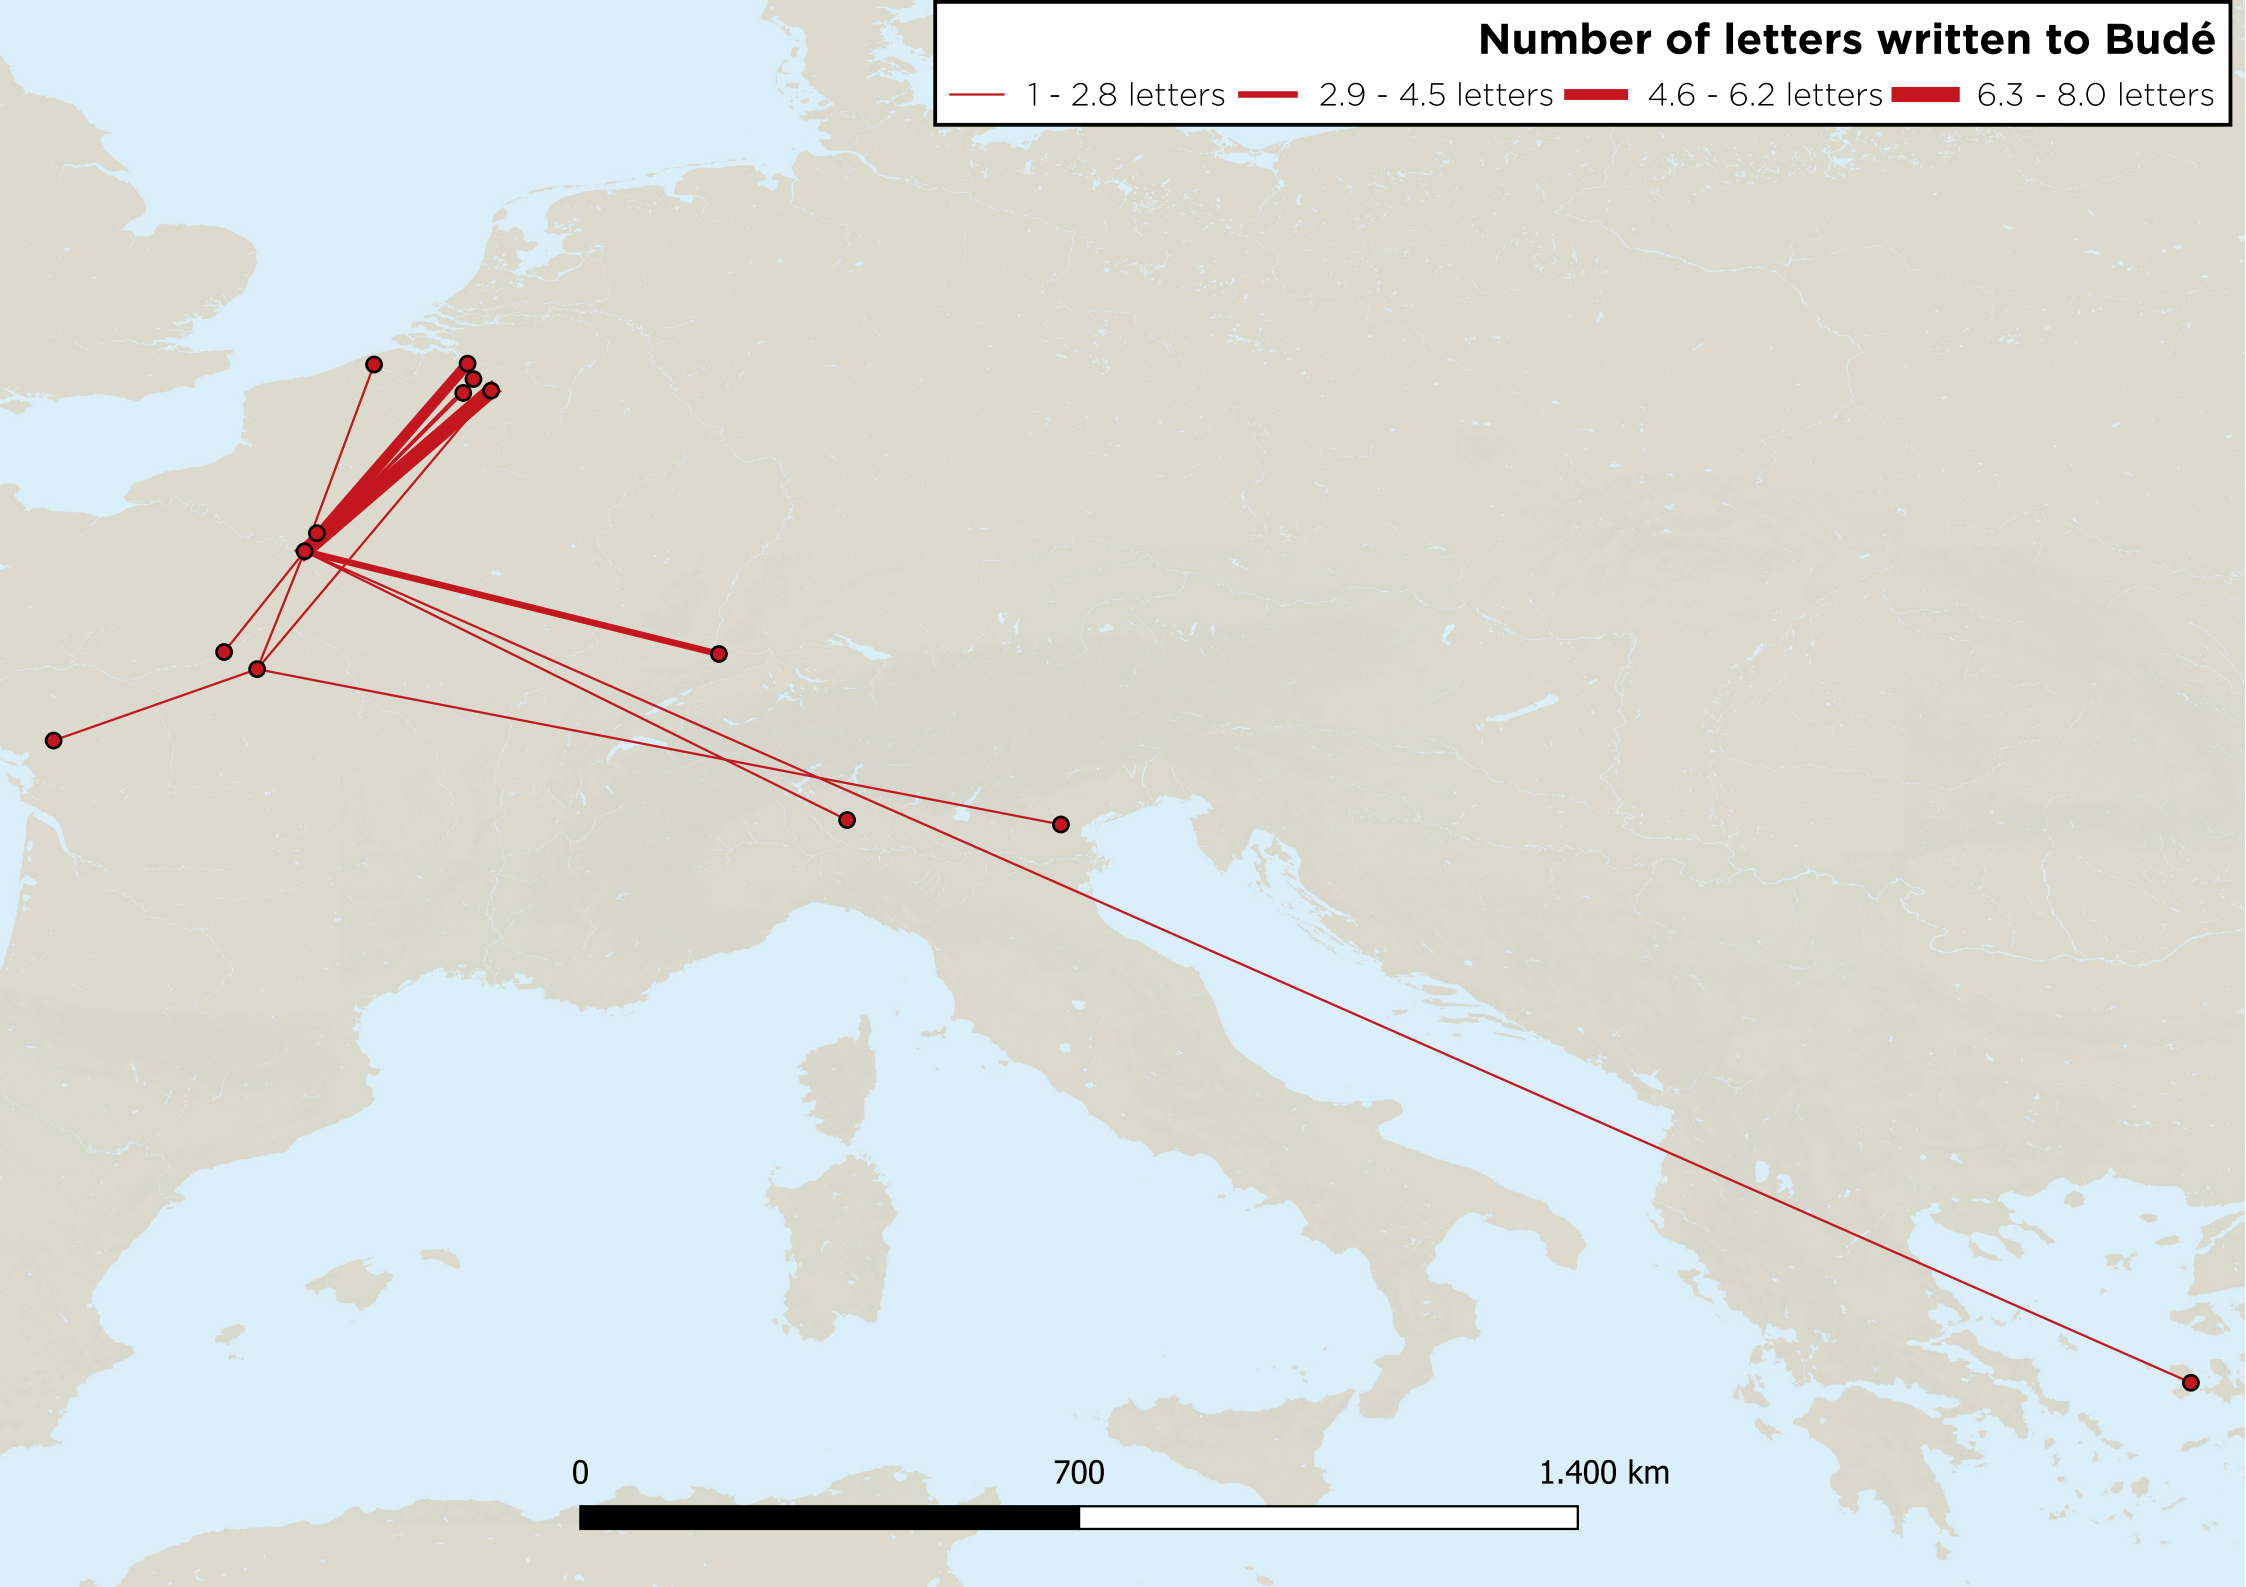 Number of letters written to Budé
1 - 2.8 letters 2.9 - 4.5 letters 4.6 - 6.2 letters 6.3 - 8.0 letters
0 700 1.400 km